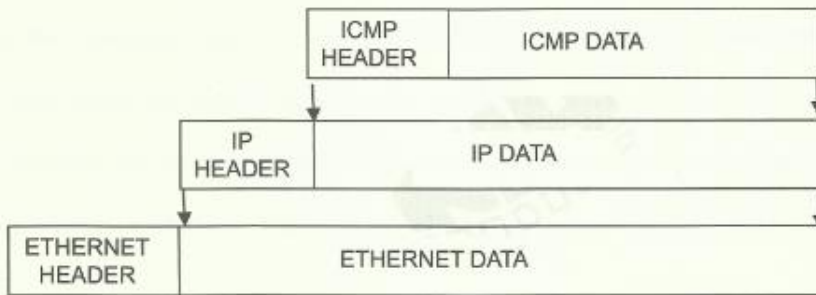 ICMP
HEADER
ICMP DATA
IP
HEADER
IP DATA
ETHERNET
HEADER
ETHERNET DATA